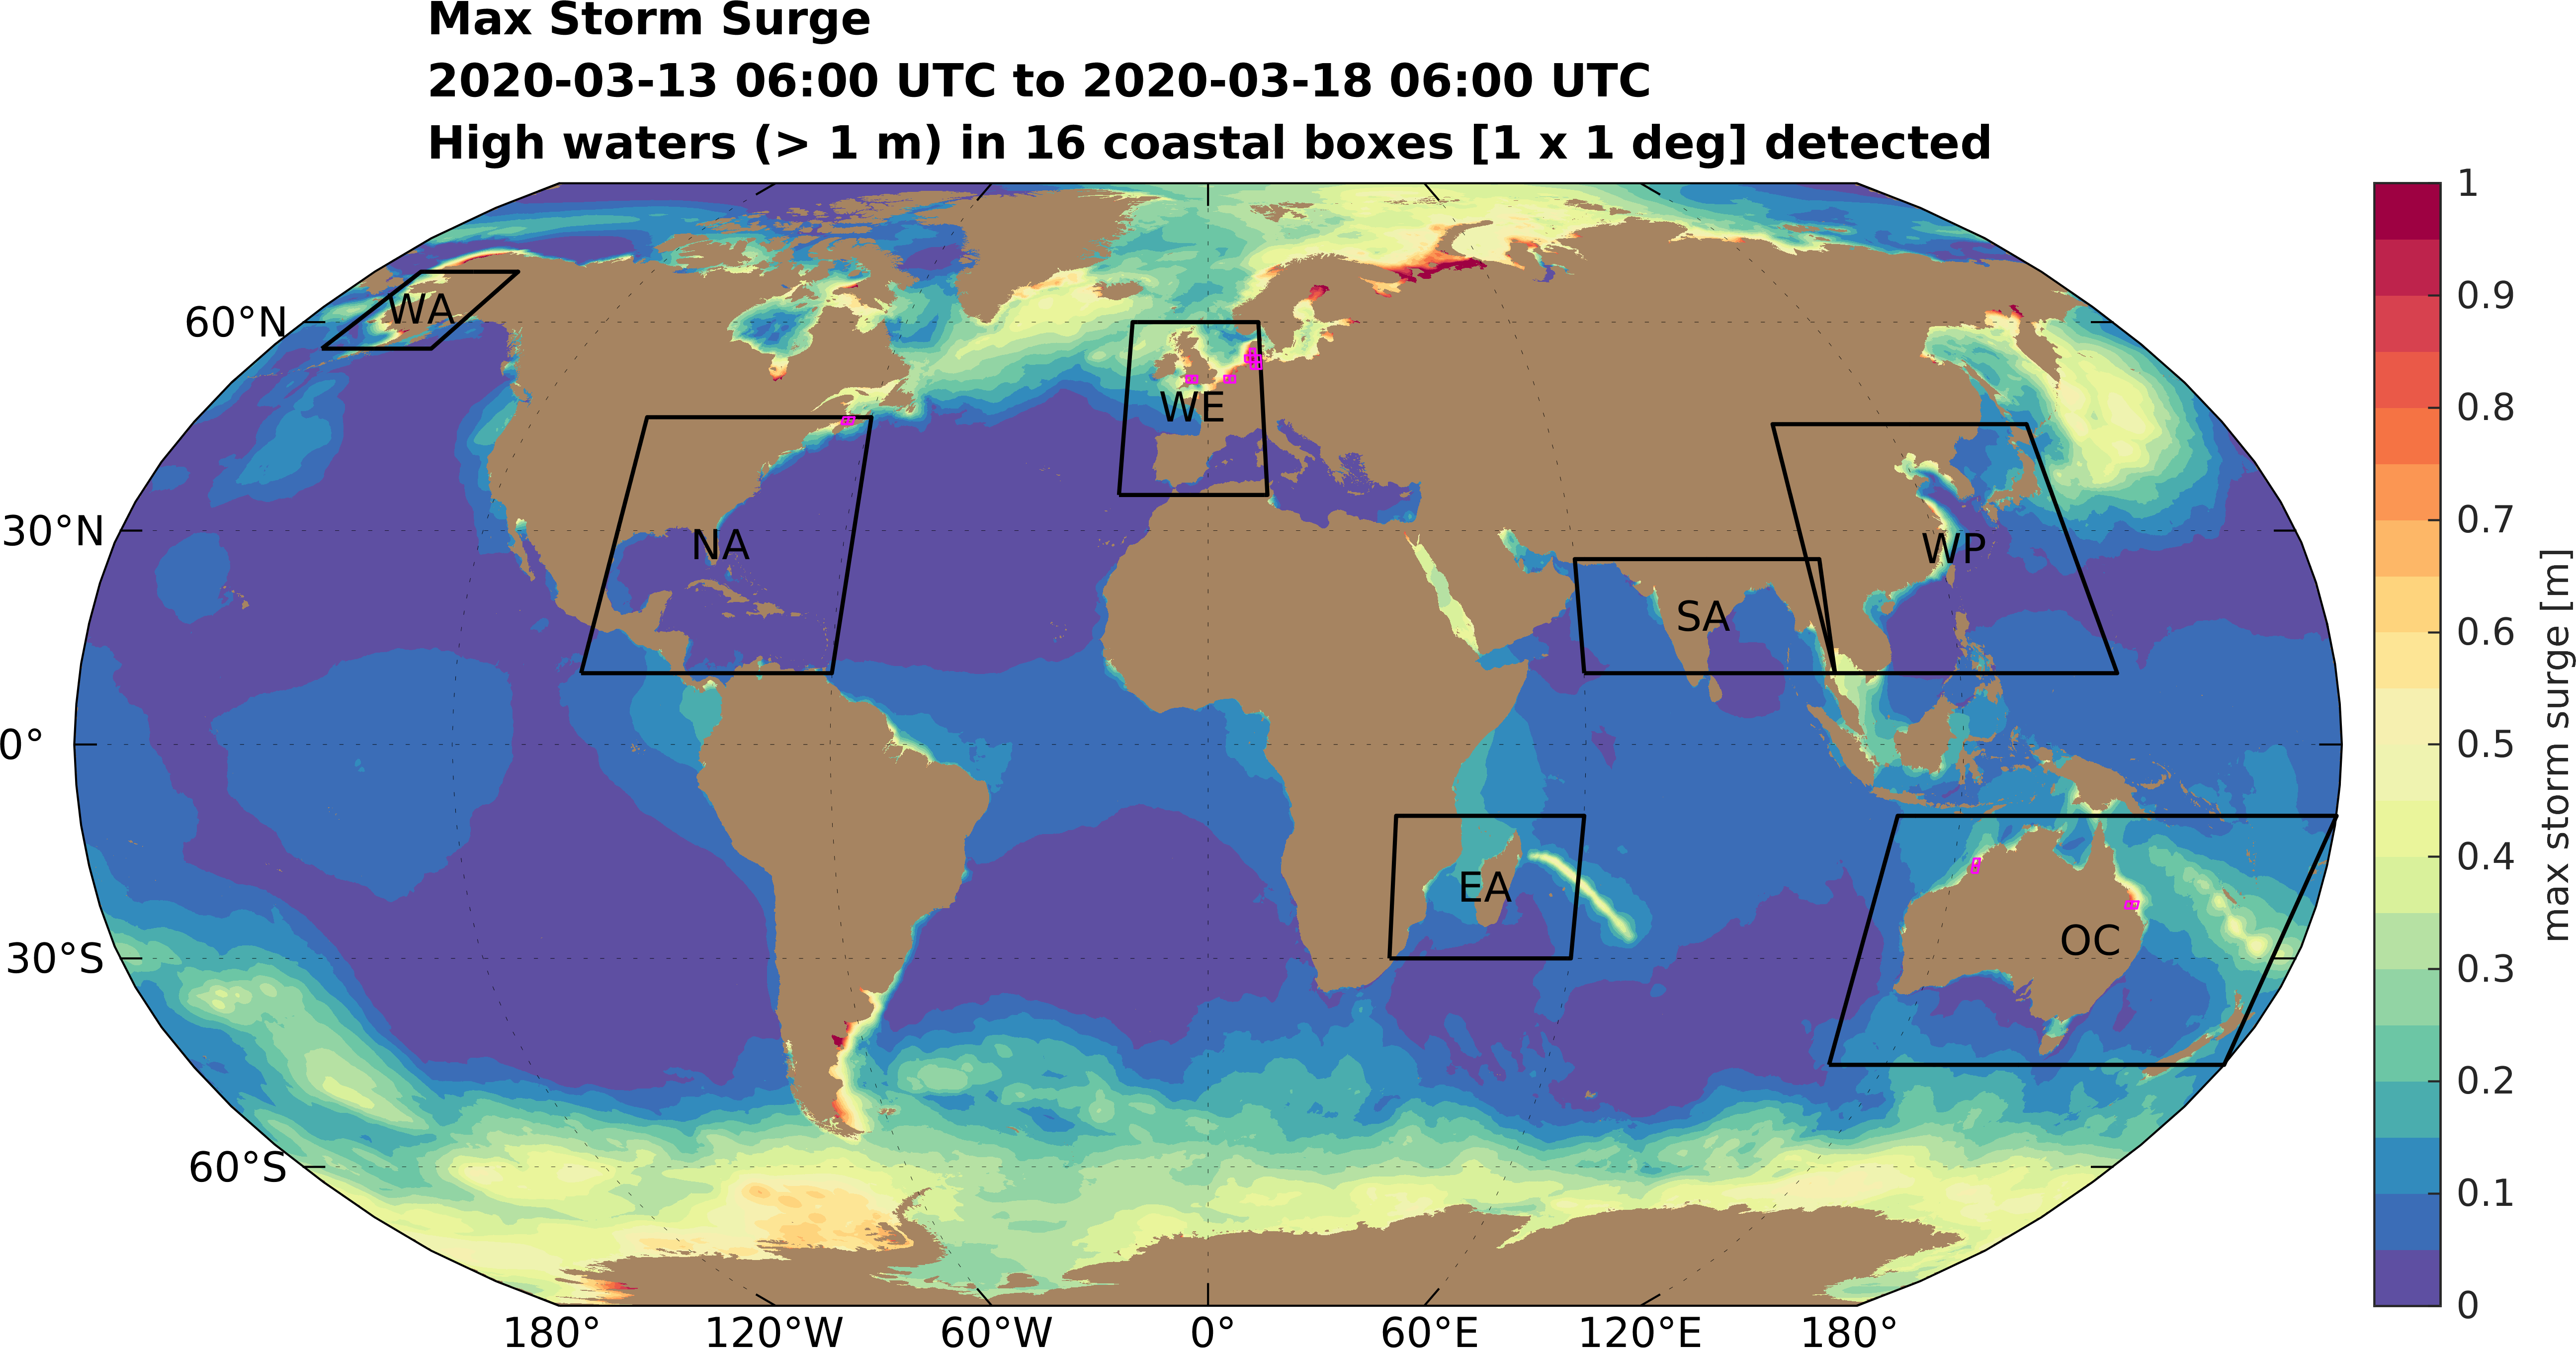 Max Storm Surge
2020-03-13 06:00 UTC to 2020-03-18 06:00 UTC
High waters (> 1 m) in 16 coastal boxes [1 x 1 deg] detected
60°N
30°N
0°
30°S
60°S
WA
NA
WE
WP
SA
EA
OC
180°
120°W
60°W
0°
60°E
120°E
180°
1
0.9
0.8
0.7
0.6
0.5
0.4
0.3
0.2
0.1
0
max storm surge [m]